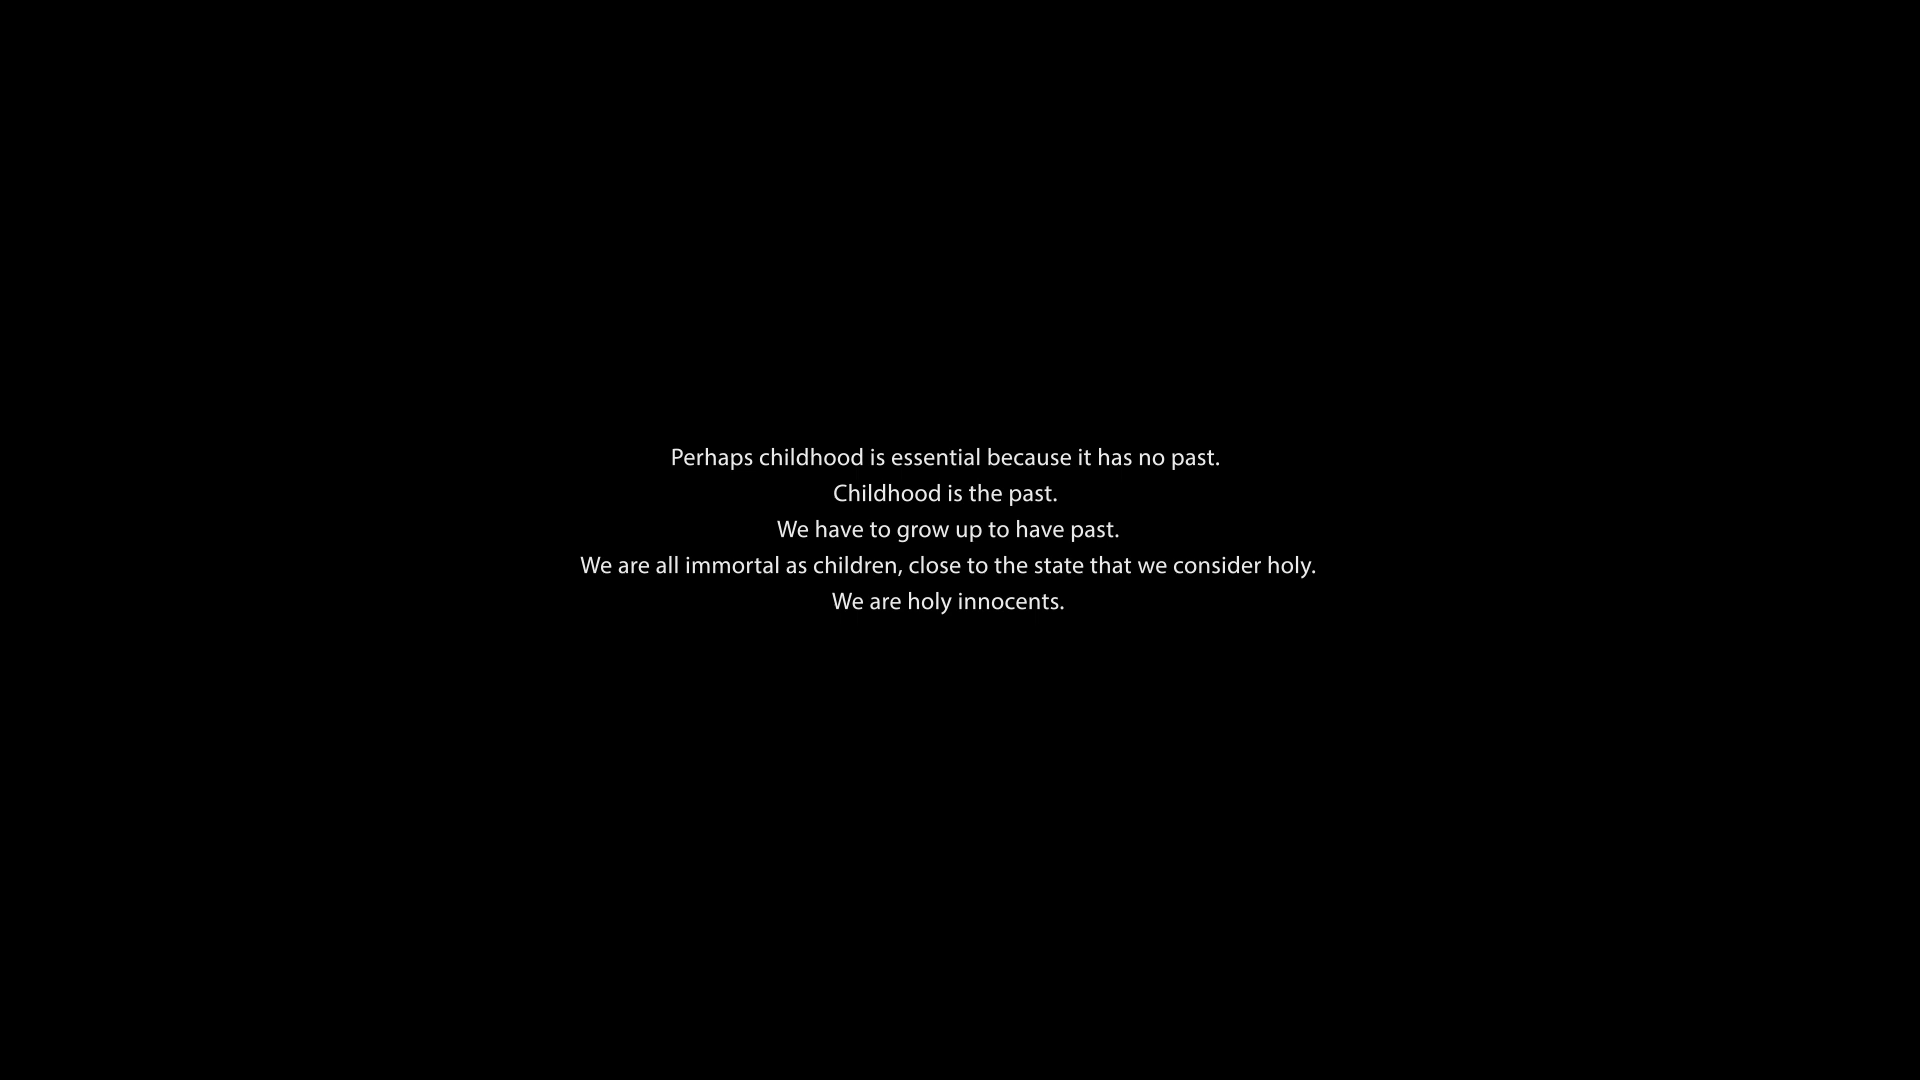 Perhaps childhood is essential because it has no past.
Childhood is the past.
We have to grow up to have past.
We are all immortal as children, close to the state that we consider holy.
We are holy innocents.